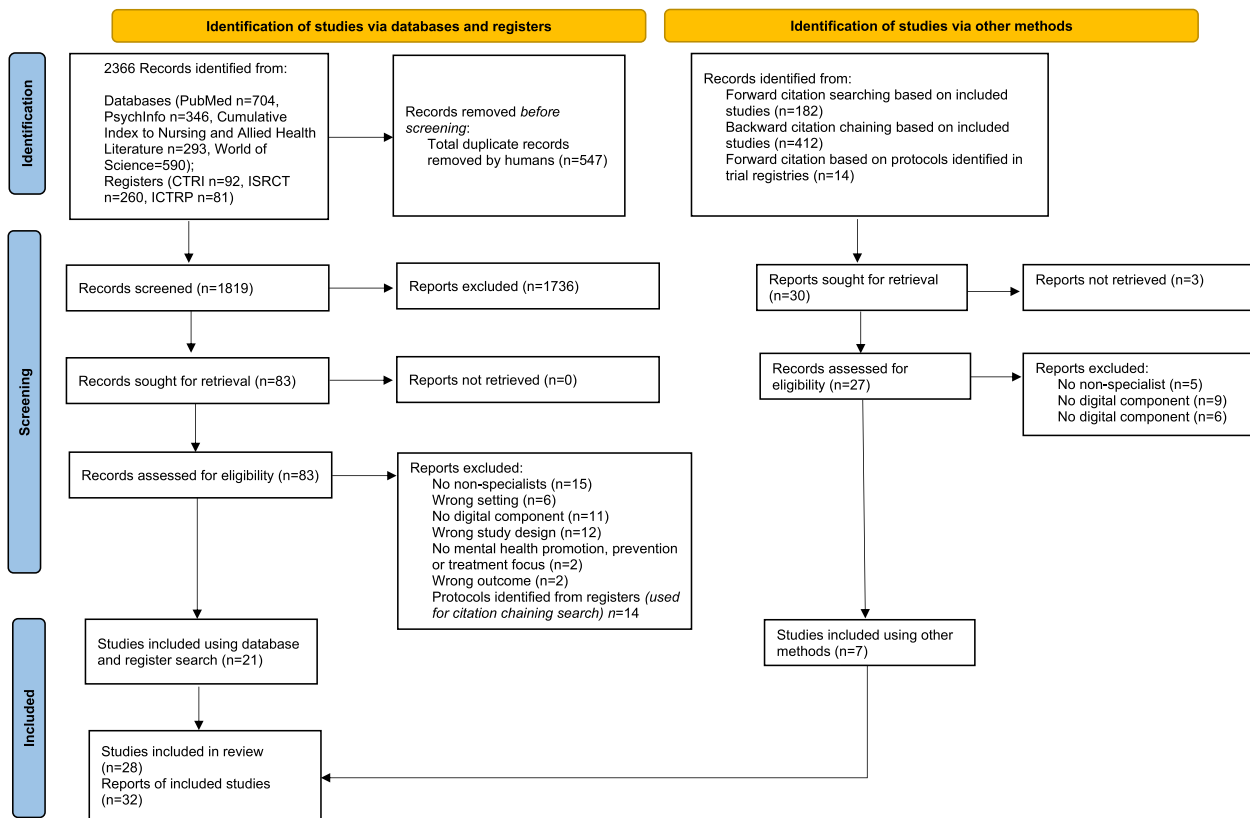 Identification of studies via databases and registers
Identification of studies via other methods
Identification
2366 Records identified from:
Databases (PubMed n=704,
PsychInfo n=346, Cumulative
Index to Nursing and Allied Health
Literature n=293, World of
Science=590);
Registers (CTRI n=92, ISRCT
n=260, ICTRP n=81)
Records removed before
screening:
Total duplicate records
removed by humans (n=547)
Records identified from:
Forward citation searching based on included
studies (n=182)
Backward citation chaining based on included
studies (n=412)
Forward citation based on protocols identified in
trial registries (n=14)
Screening
Records screened (n=1819)
Reports excluded (n=1736)
Reports sought for retrieval
(n=30)
Reports not retrieved (n=3)
Records sought for retrieval (n=83)
Reports not retrieved (n=0)
Records assessed for
eligibility (n=27)
Reports excluded:
No non-specialist (n=5)
No digital component (n=9)
No digital component (n=6)
Records assessed for eligibility (n=83)
Reports excluded:
No non-specialists (n=15)
Wrong setting (n=6)
No digital component (n=11)
Wrong study design (n=12)
No mental health promotion, prevention
or treatment focus (n=2)
Wrong outcome (n=2)
Protocols identified from registers (used
for citation chaining search) n=14
Included
Studies included using database
and register search (n=21)
Studies included using other
methods (n=7)
Studies included in review
(n=28)
Reports of included studies
(n=32)